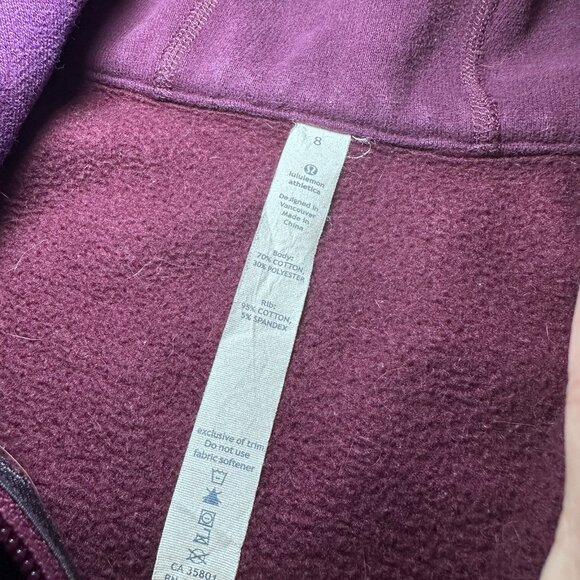 8
lululemon
athletica
Designed in
Vancouver
Made in
China
Body:
70% COTTON,
30% POLYESTER
Rib:
95% COTTON,
5% SPANDEX
exclusive of trim
Do not use
fabric softener
CA 35801
RN